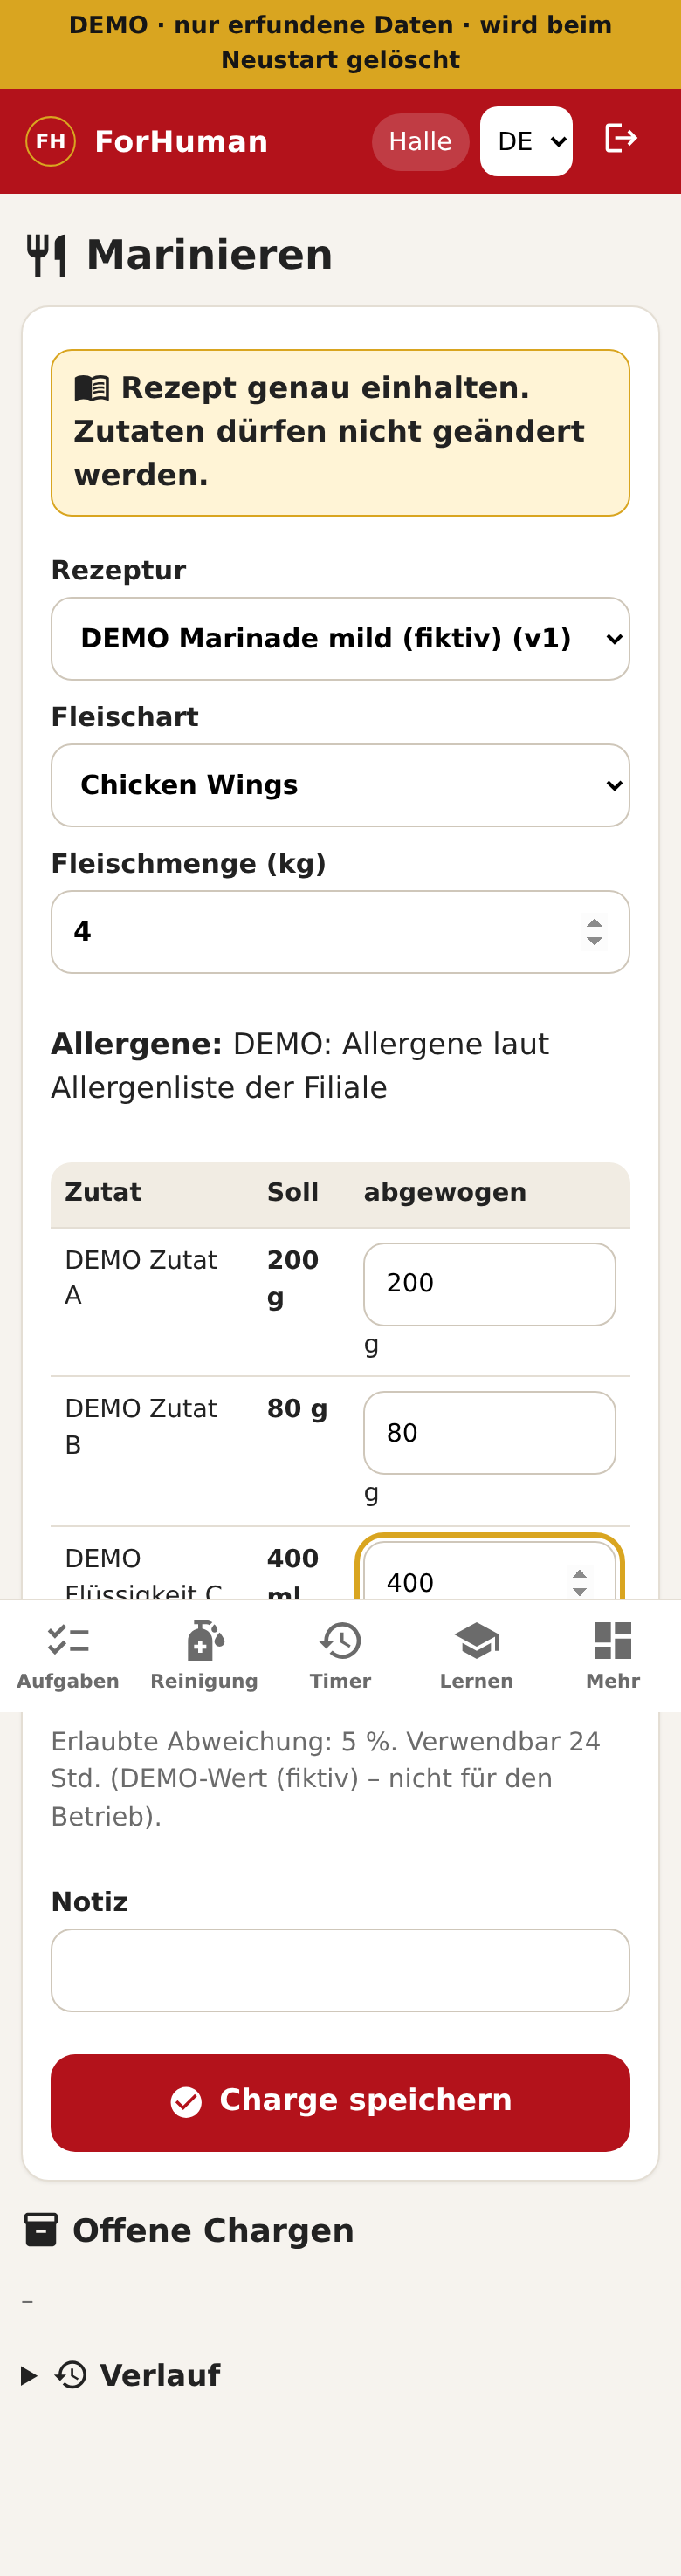 DEMO · nur erfundene Daten · wird beim
Neustart gelöscht
FH ForHuman Halle DE
Marinieren
Rezept genau einhalten.
Zutaten dürfen nicht geändert
werden.
Rezeptur
DEMO Marinade mild (fiktiv) (v1)
Fleischart
Chicken Wings
Fleischmenge (kg)
4
Allergene: DEMO: Allergene laut
Allergenliste der Filiale
Zutat Soll abgewogen
DEMO Zutat A 200 g 200 g
DEMO Zutat B 80 g 80 g
DEMO Flüssigkeit C 400 ml 400
Aufgaben Reinigung Timer Lernen Mehr
Erlaubte Abweichung: 5 %. Verwendbar 24
Std. (DEMO-Wert (fiktiv) – nicht für den
Betrieb).
Notiz
Charge speichern
Offene Chargen
–
Verlauf